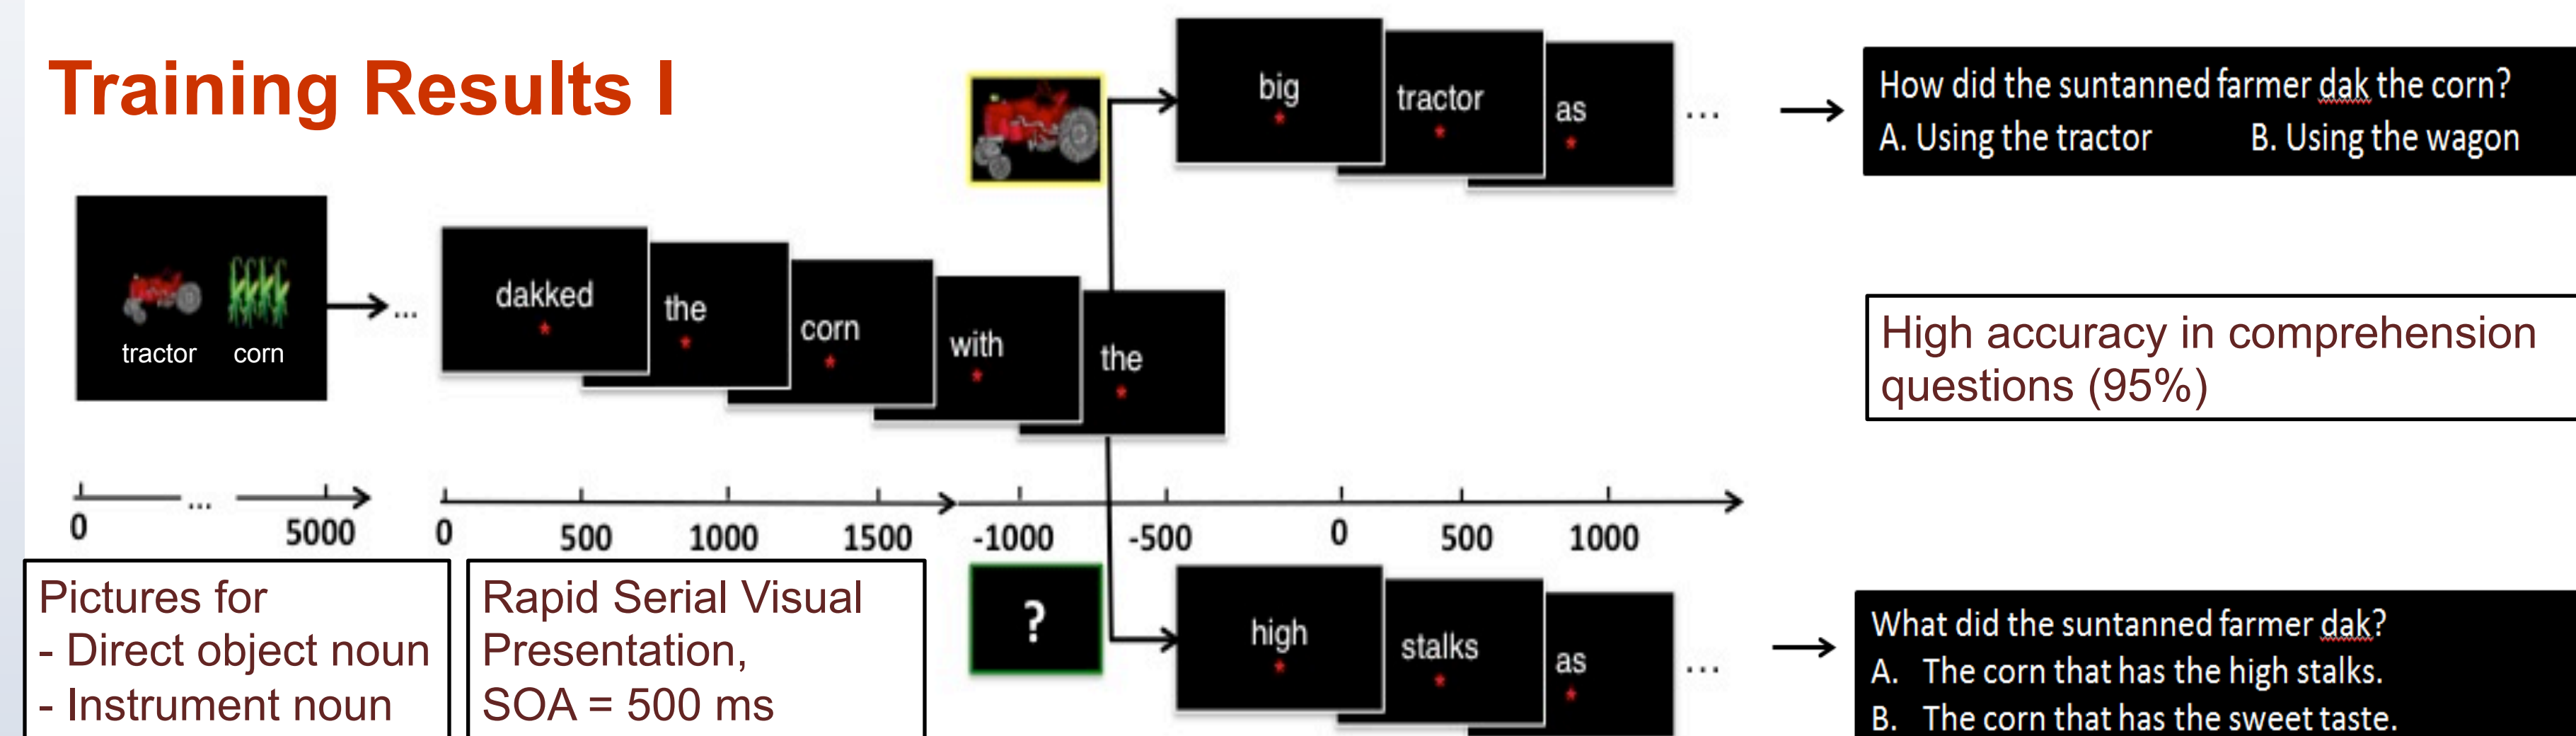 Training Results I
tractor corn
...
dakked
*
the
*
corn
*
with
*
the
*
big
*
tractor
*
as
*
...
How did the suntanned farmer dak the corn?
A. Using the tractor B. Using the wagon
High accuracy in comprehension
questions (95%)
0 ... 5000
0 500 1000 1500 -1000 -500 0 500 1000
Pictures for
- Direct object noun
- Instrument noun
Rapid Serial Visual
Presentation,
SOA = 500 ms
?
high
*
stalks
*
as
*
...
What did the suntanned farmer dak?
A. The corn that has the high stalks.
B. The corn that has the sweet taste.